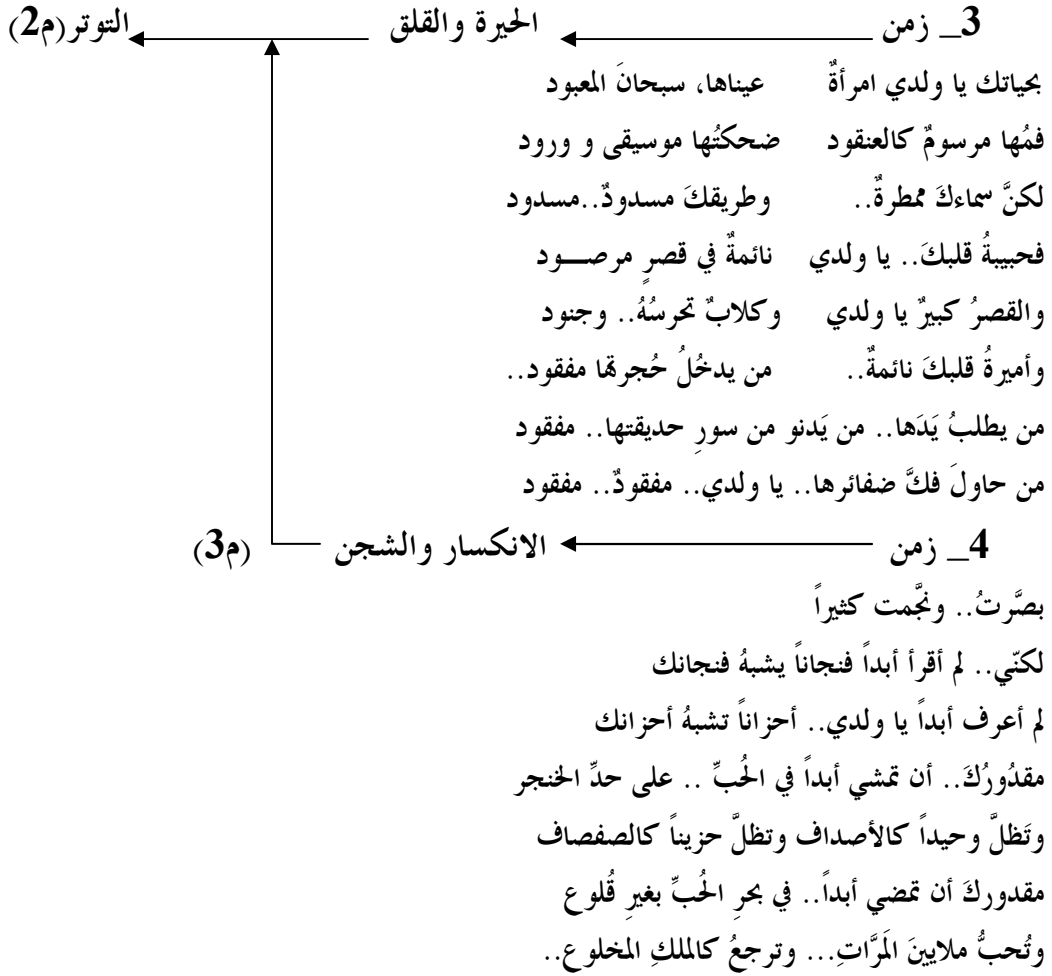 3_ زمن الحيرة والقلق التوتر(م2)
بحياتك يا ولدي امرأةٌ عيناها، سبحانَ المعبود
فمُها مرسومٌ كالعنقود ضحكتُها موسيقى و ورود
لكنَّ سماءكَ ممطرةٌ.. وطريقكَ مسدودٌ..مسدود
فحبيبةُ قلبكَ.. يا ولدي نائمةٌ في قصرٍ مرصـــود
والقصرُ كبيرٌ يا ولدي وكلابٌ تحرسُهُ.. وجنود
وأميرةُ قلبكَ نائمةٌ.. من يدخُلُ حُجرتها مفقود..
من يطلبُ يَدَها.. من يَدنو من سورِ حديقتها.. مفقود
من حاولَ فكَّ ضفائرها.. يا ولدي.. مفقودٌ.. مفقود
4_ زمن الانكسار والشجن (م3)
بصَّرتُ.. ونجَّمت كثيراً
لكنّي.. لم أقرأ أبداً فنجاناً يشبهُ فنجانك
لم أعرف أبداً يا ولدي.. أحزاناً تشبهُ أحزانك
مقدُورُكَ.. أن تمشي أبداً في الحُبِّ .. على حدِّ الخنجر
وتَظلَّ وحيداً كالأصداف وتظلَّ حزيناً كالصفصاف
مقدوركَ أن تمضي أبداً.. في بحرِ الحُبِّ بغيرِ قُلوع
وتُحبُّ ملايينَ المَرَّاتِ... وترجعُ كالملكِ المخلوع..